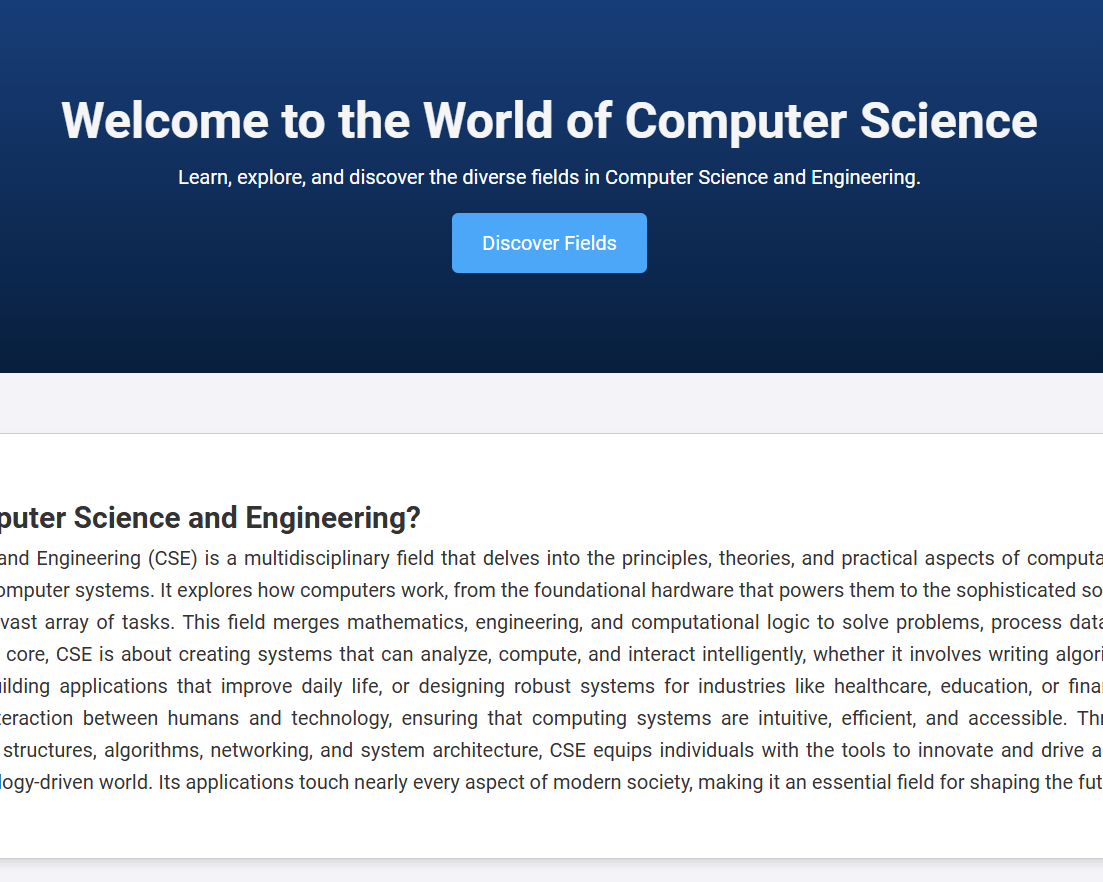 Welcome to the World of Computer Science
Learn, explore, and discover the diverse fields in Computer Science and Engineering.
Discover Fields
puter Science and Engineering?
and Engineering (CSE) is a multidisciplinary field that delves into the principles, theories, and practical aspects of computa
omputer systems. It explores how computers work, from the foundational hardware that powers them to the sophisticated so
vast array of tasks. This field merges mathematics, engineering, and computational logic to solve problems, process data
core, CSE is about creating systems that can analyze, compute, and interact intelligently, whether it involves writing algori
ilding applications that improve daily life, or designing robust systems for industries like healthcare, education, or finar
teraction between humans and technology, ensuring that computing systems are intuitive, efficient, and accessible. Thr
structures, algorithms, networking, and system architecture, CSE equips individuals with the tools to innovate and drive a
logy-driven world. Its applications touch nearly every aspect of modern society, making it an essential field for shaping the fut